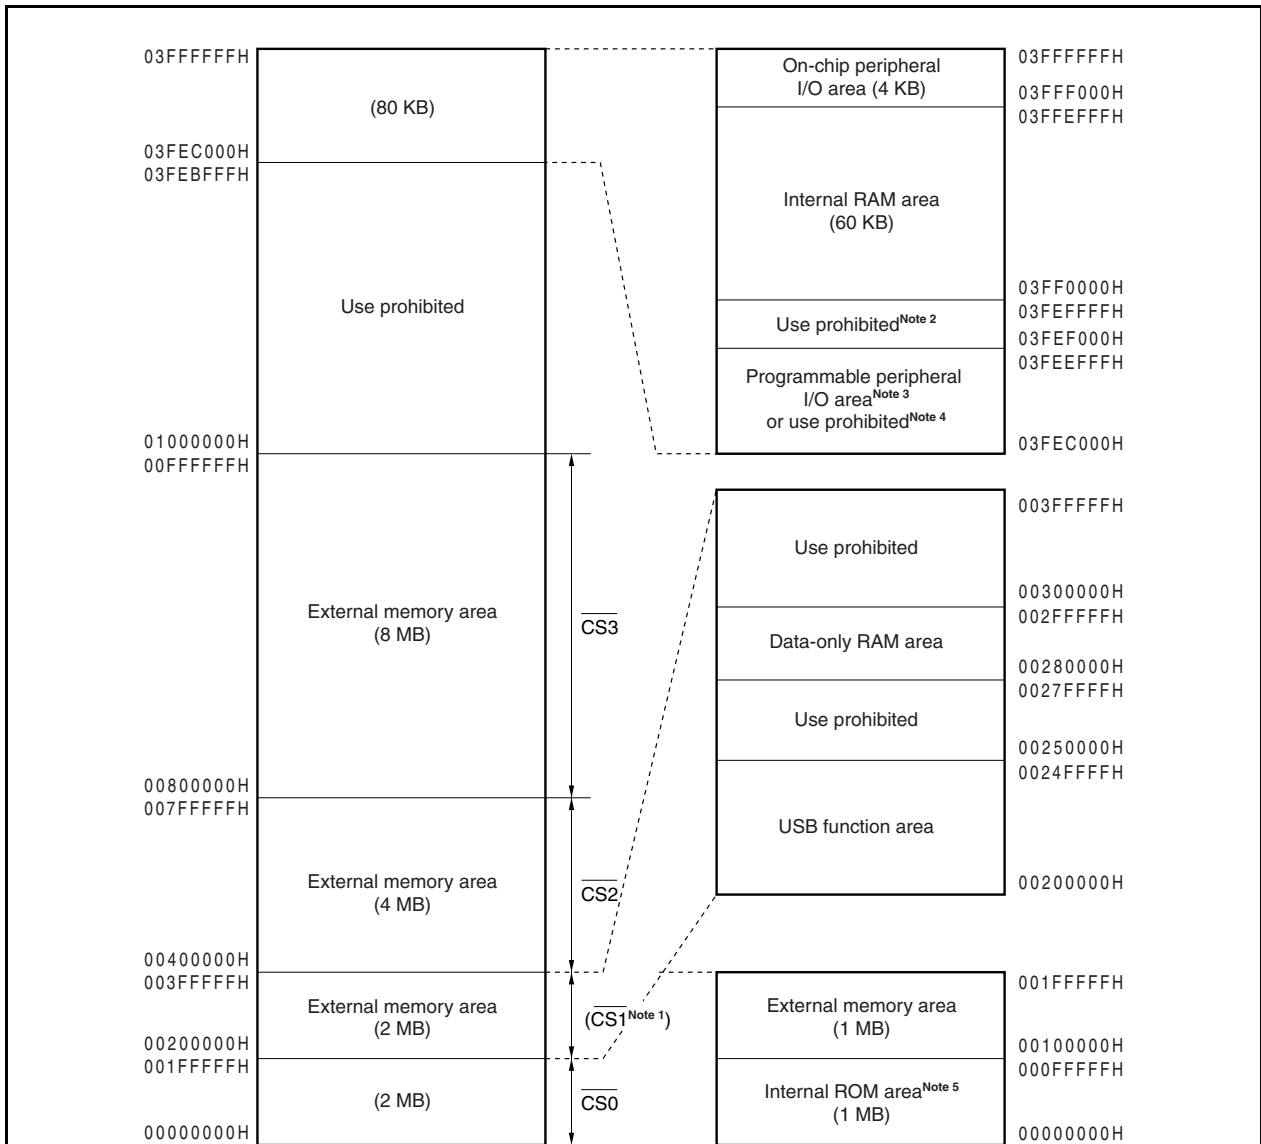 03FFFFFFH
(80 KB)
03FEC000H
03FEBFFFH
Use prohibited
01000000H
00FFFFFFH
External memory area
(8 MB)
CS3
00800000H
007FFFFFH
External memory area
(4 MB)
CS2
00400000H
003FFFFFH
External memory area
(2 MB)
(CS1Note 1)
00200000H
001FFFFFH
(2 MB)
CS0
00000000H
On-chip peripheral
I/O area (4 KB)
03FFFFFFH
03FFF000H
03FFEFFFH
Internal RAM area
(60 KB)
03FF0000H
03FEFFFFH
Use prohibitedNote 2
03FEF000H
03FEEFFFH
Programmable peripheral
I/O areaNote 3
or use prohibitedNote 4
03FEC000H
003FFFFFH
Use prohibited
00300000H
002FFFFFH
Data-only RAM area
00280000H
0027FFFFH
Use prohibited
00250000H
0024FFFFH
USB function area
00200000H
001FFFFFH
External memory area
(1 MB)
00100000H
000FFFFFH
Internal ROM areaNote 5
(1 MB)
00000000H